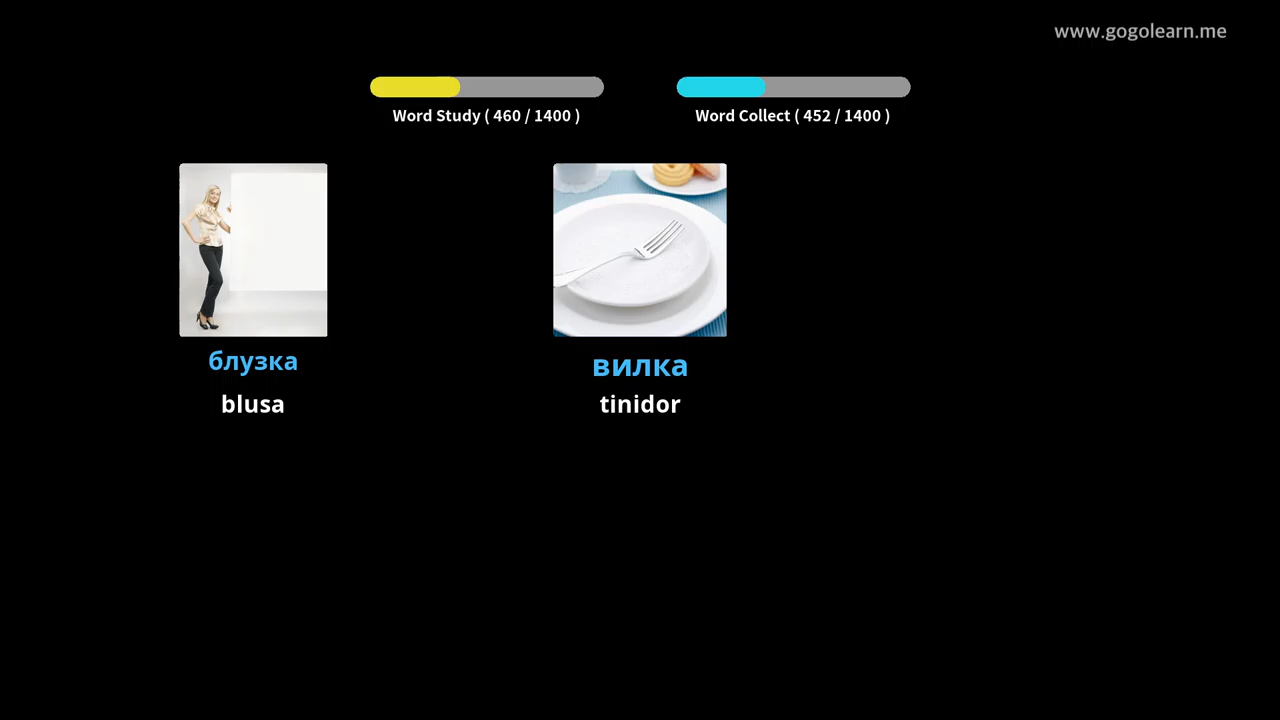 www.gogolearn.me
Word Study ( 460 / 1400 )
Word Collect ( 452 / 1400 )
блузка
blusa
вилка
tinidor